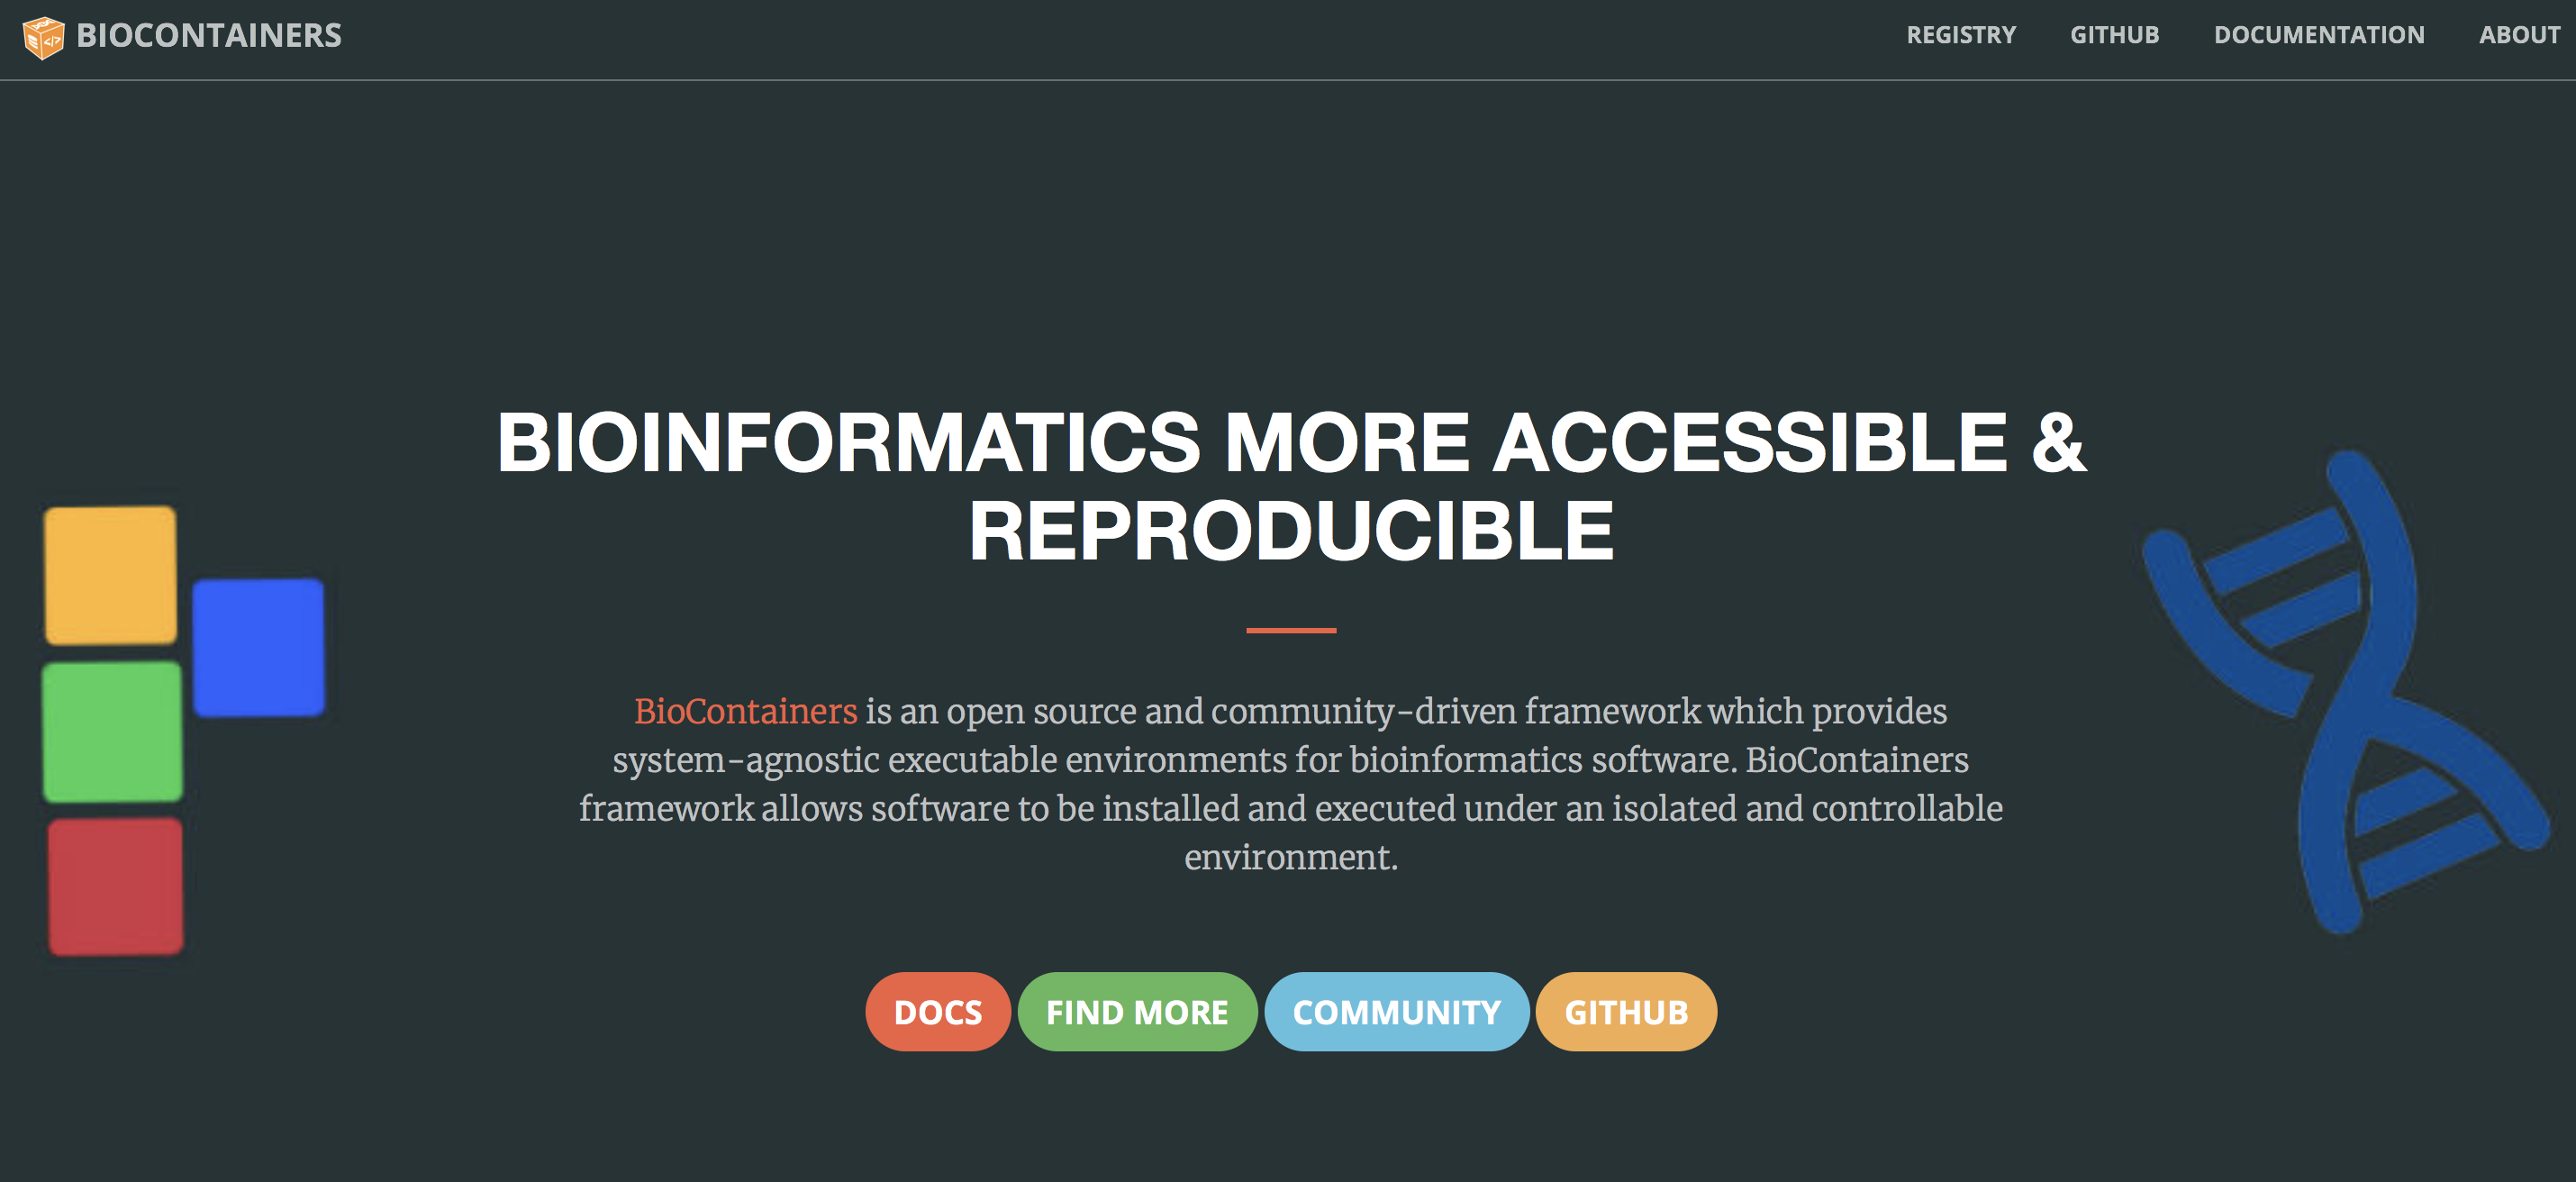 BIOCONTAINERS
REGISTRY GITHUB DOCUMENTATION ABOUT
BIOINFORMATICS MORE ACCESSIBLE &
REPRODUCIBLE
BioContainers is an open source and community-driven framework which provides
system-agnostic executable environments for bioinformatics software. BioContainers
framework allows software to be installed and executed under an isolated and controllable
environment.
DOCS FIND MORE COMMUNITY GITHUB